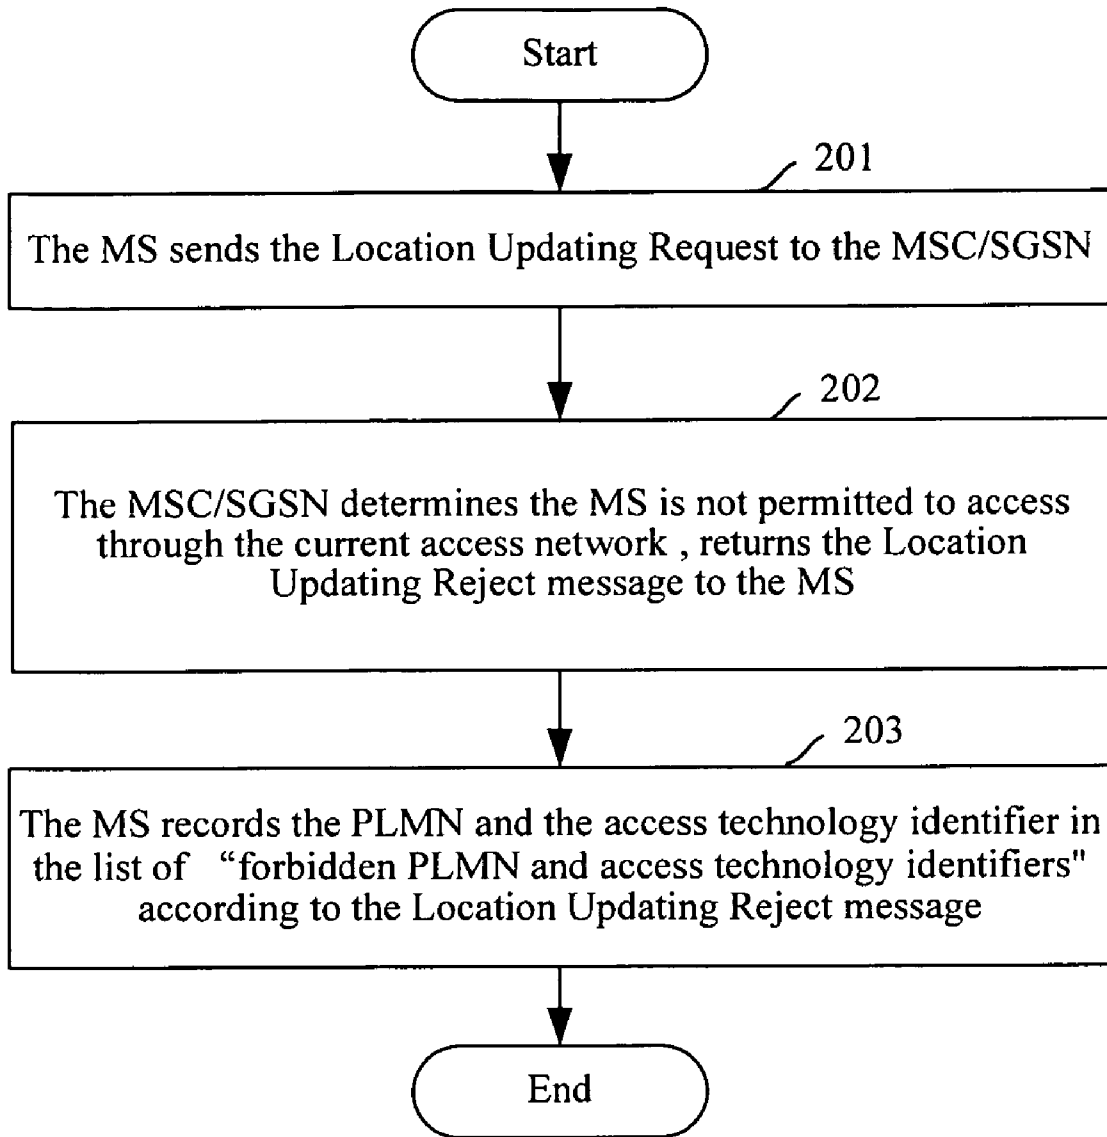 Start
201
The MS sends the Location Updating Request to the MSC/SGSN
202
The MSC/SGSN determines the MS is not permitted to access
through the current access network , returns the Location
Updating Reject message to the MS
203
The MS records the PLMN and the access technology identifier in
the list of “forbidden PLMN and access technology identifiers"
according to the Location Updating Reject message
End